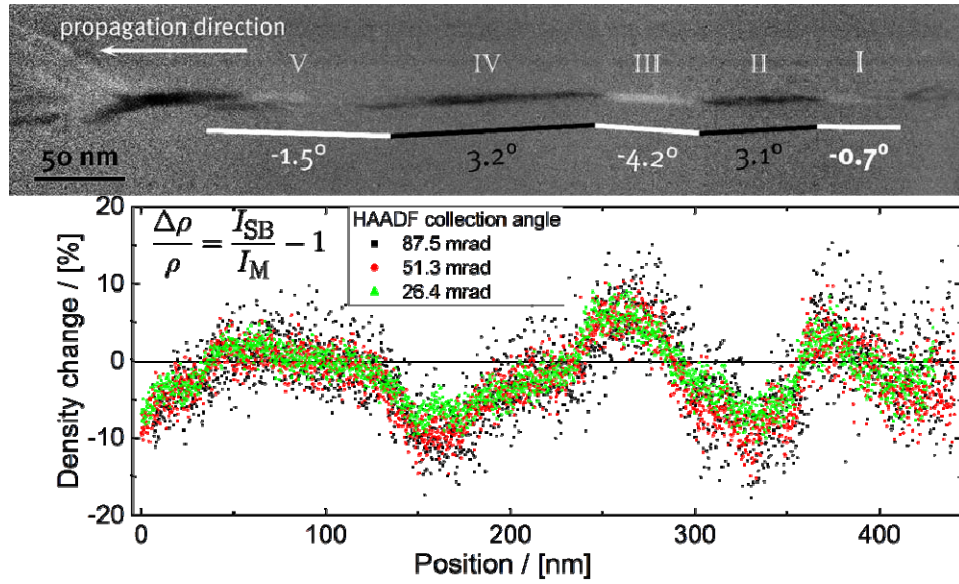 propagation direction
V IV III II I
50 nm
-1.5° 3.2° -4.2° 3.1° -0.7°
20
10
0
-10
-20
Density change / [%]
Δρ/ρ = I_SB/I_M − 1
HAADF collection angle
87.5 mrad
51.3 mrad
26.4 mrad
0 100 200 300 400
Position / [nm]